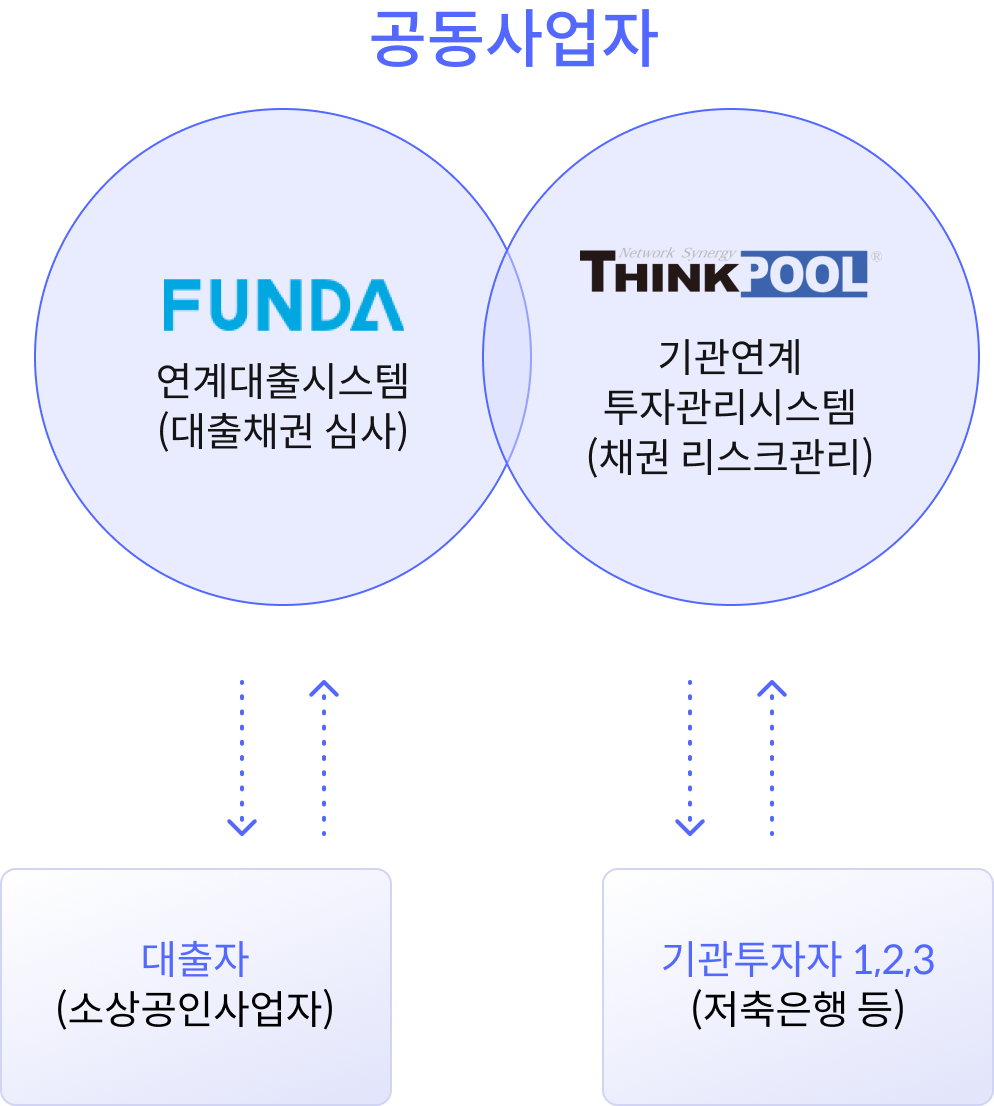 공동사업자
FUNDA
연계대출시스템
(대출채권 심사)
Network Synergy
THINKPOOL®
기관연계
투자관리시스템
(채권 리스크관리)
대출자
(소상공인사업자)
기관투자자 1,2,3
(저축은행 등)